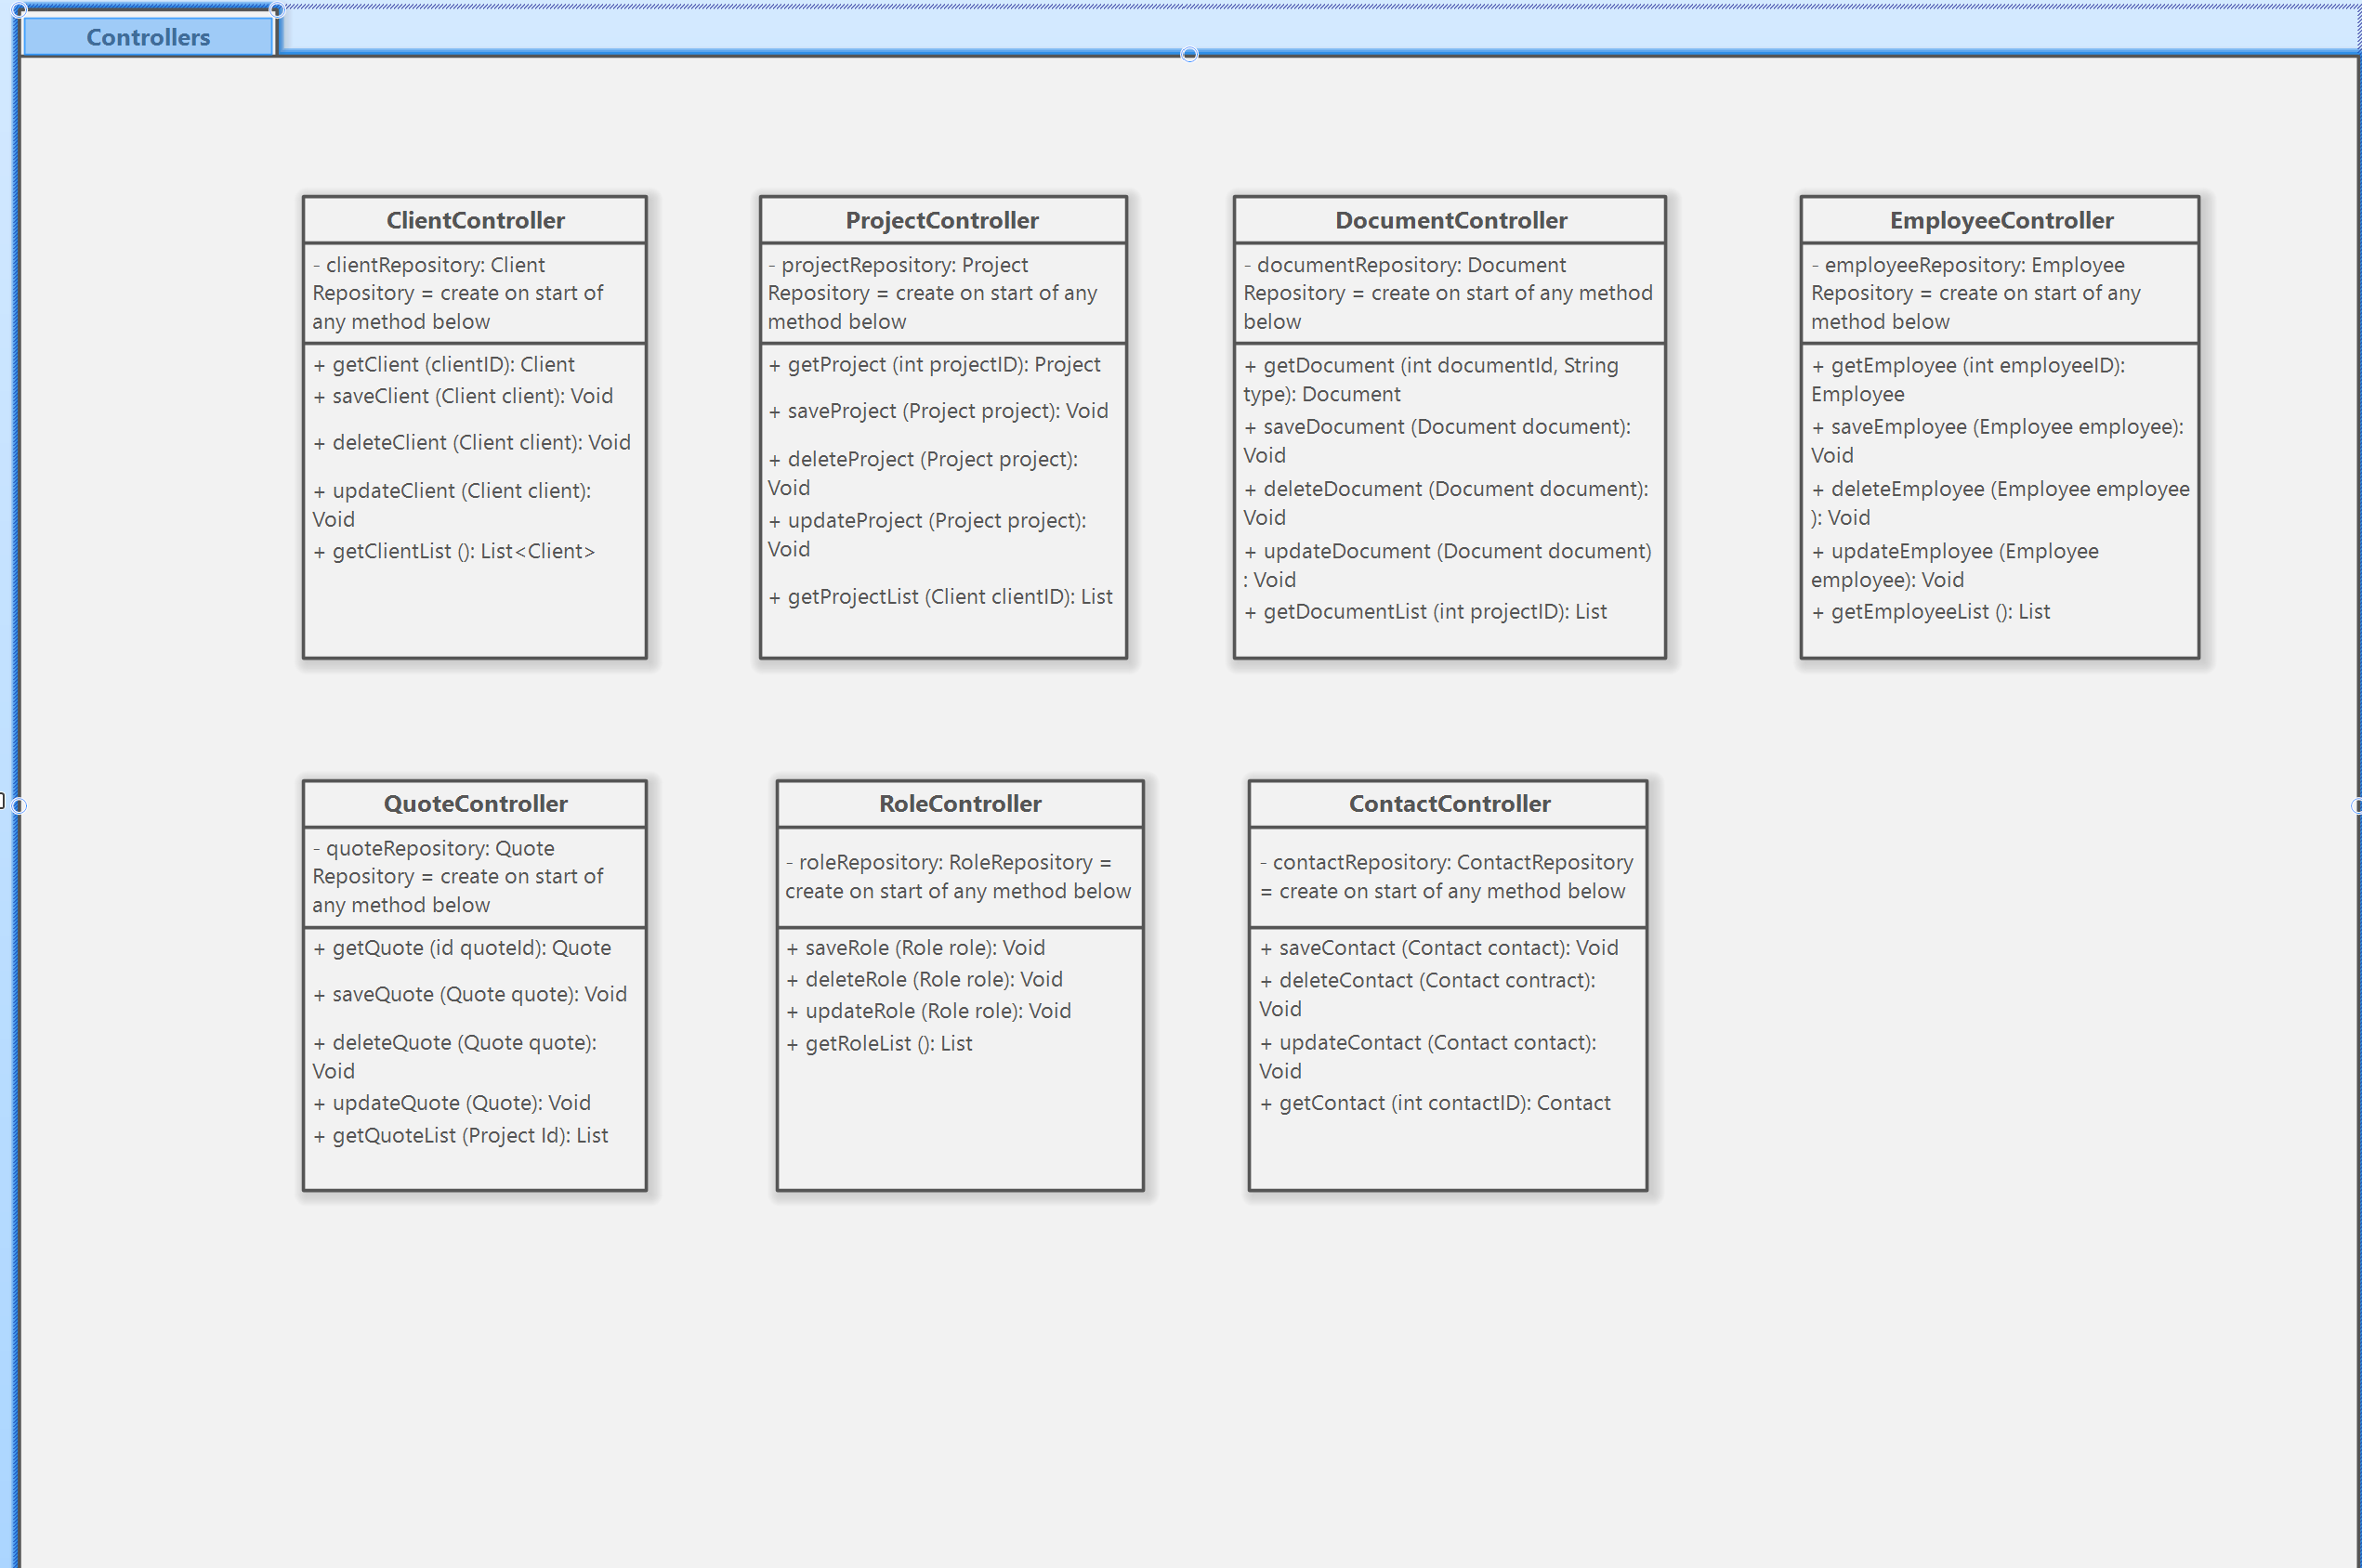 Controllers
ClientController
- clientRepository: Client
Repository = create on start of
any method below
+ getClient (clientID): Client
+ saveClient (Client client): Void
+ deleteClient (Client client): Void
+ updateClient (Client client):
Void
+ getClientList (): List<Client>
ProjectController
- projectRepository: Project
Repository = create on start of any
method below
+ getProject (int projectID): Project
+ saveProject (Project project): Void
+ deleteProject (Project project):
Void
+ updateProject (Project project):
Void
+ getProjectList (Client clientID): List
DocumentController
- documentRepository: Document
Repository = create on start of any method
below
+ getDocument (int documentId, String
type): Document
+ saveDocument (Document document):
Void
+ deleteDocument (Document document):
Void
+ updateDocument (Document document)
: Void
+ getDocumentList (int projectID): List
EmployeeController
- employeeRepository: Employee
Repository = create on start of any
method below
+ getEmployee (int employeeID):
Employee
+ saveEmployee (Employee employee):
Void
+ deleteEmployee (Employee employee
): Void
+ updateEmployee (Employee
employee): Void
+ getEmployeeList (): List
QuoteController
- quoteRepository: Quote
Repository = create on start of
any method below
+ getQuote (id quoteId): Quote
+ saveQuote (Quote quote): Void
+ deleteQuote (Quote quote):
Void
+ updateQuote (Quote): Void
+ getQuoteList (Project Id): List
RoleController
- roleRepository: RoleRepository =
create on start of any method below
+ saveRole (Role role): Void
+ deleteRole (Role role): Void
+ updateRole (Role role): Void
+ getRoleList (): List
ContactController
- contactRepository: ContactRepository
= create on start of any method below
+ saveContact (Contact contact): Void
+ deleteContact (Contact contract):
Void
+ updateContact (Contact contact):
Void
+ getContact (int contactID): Contact